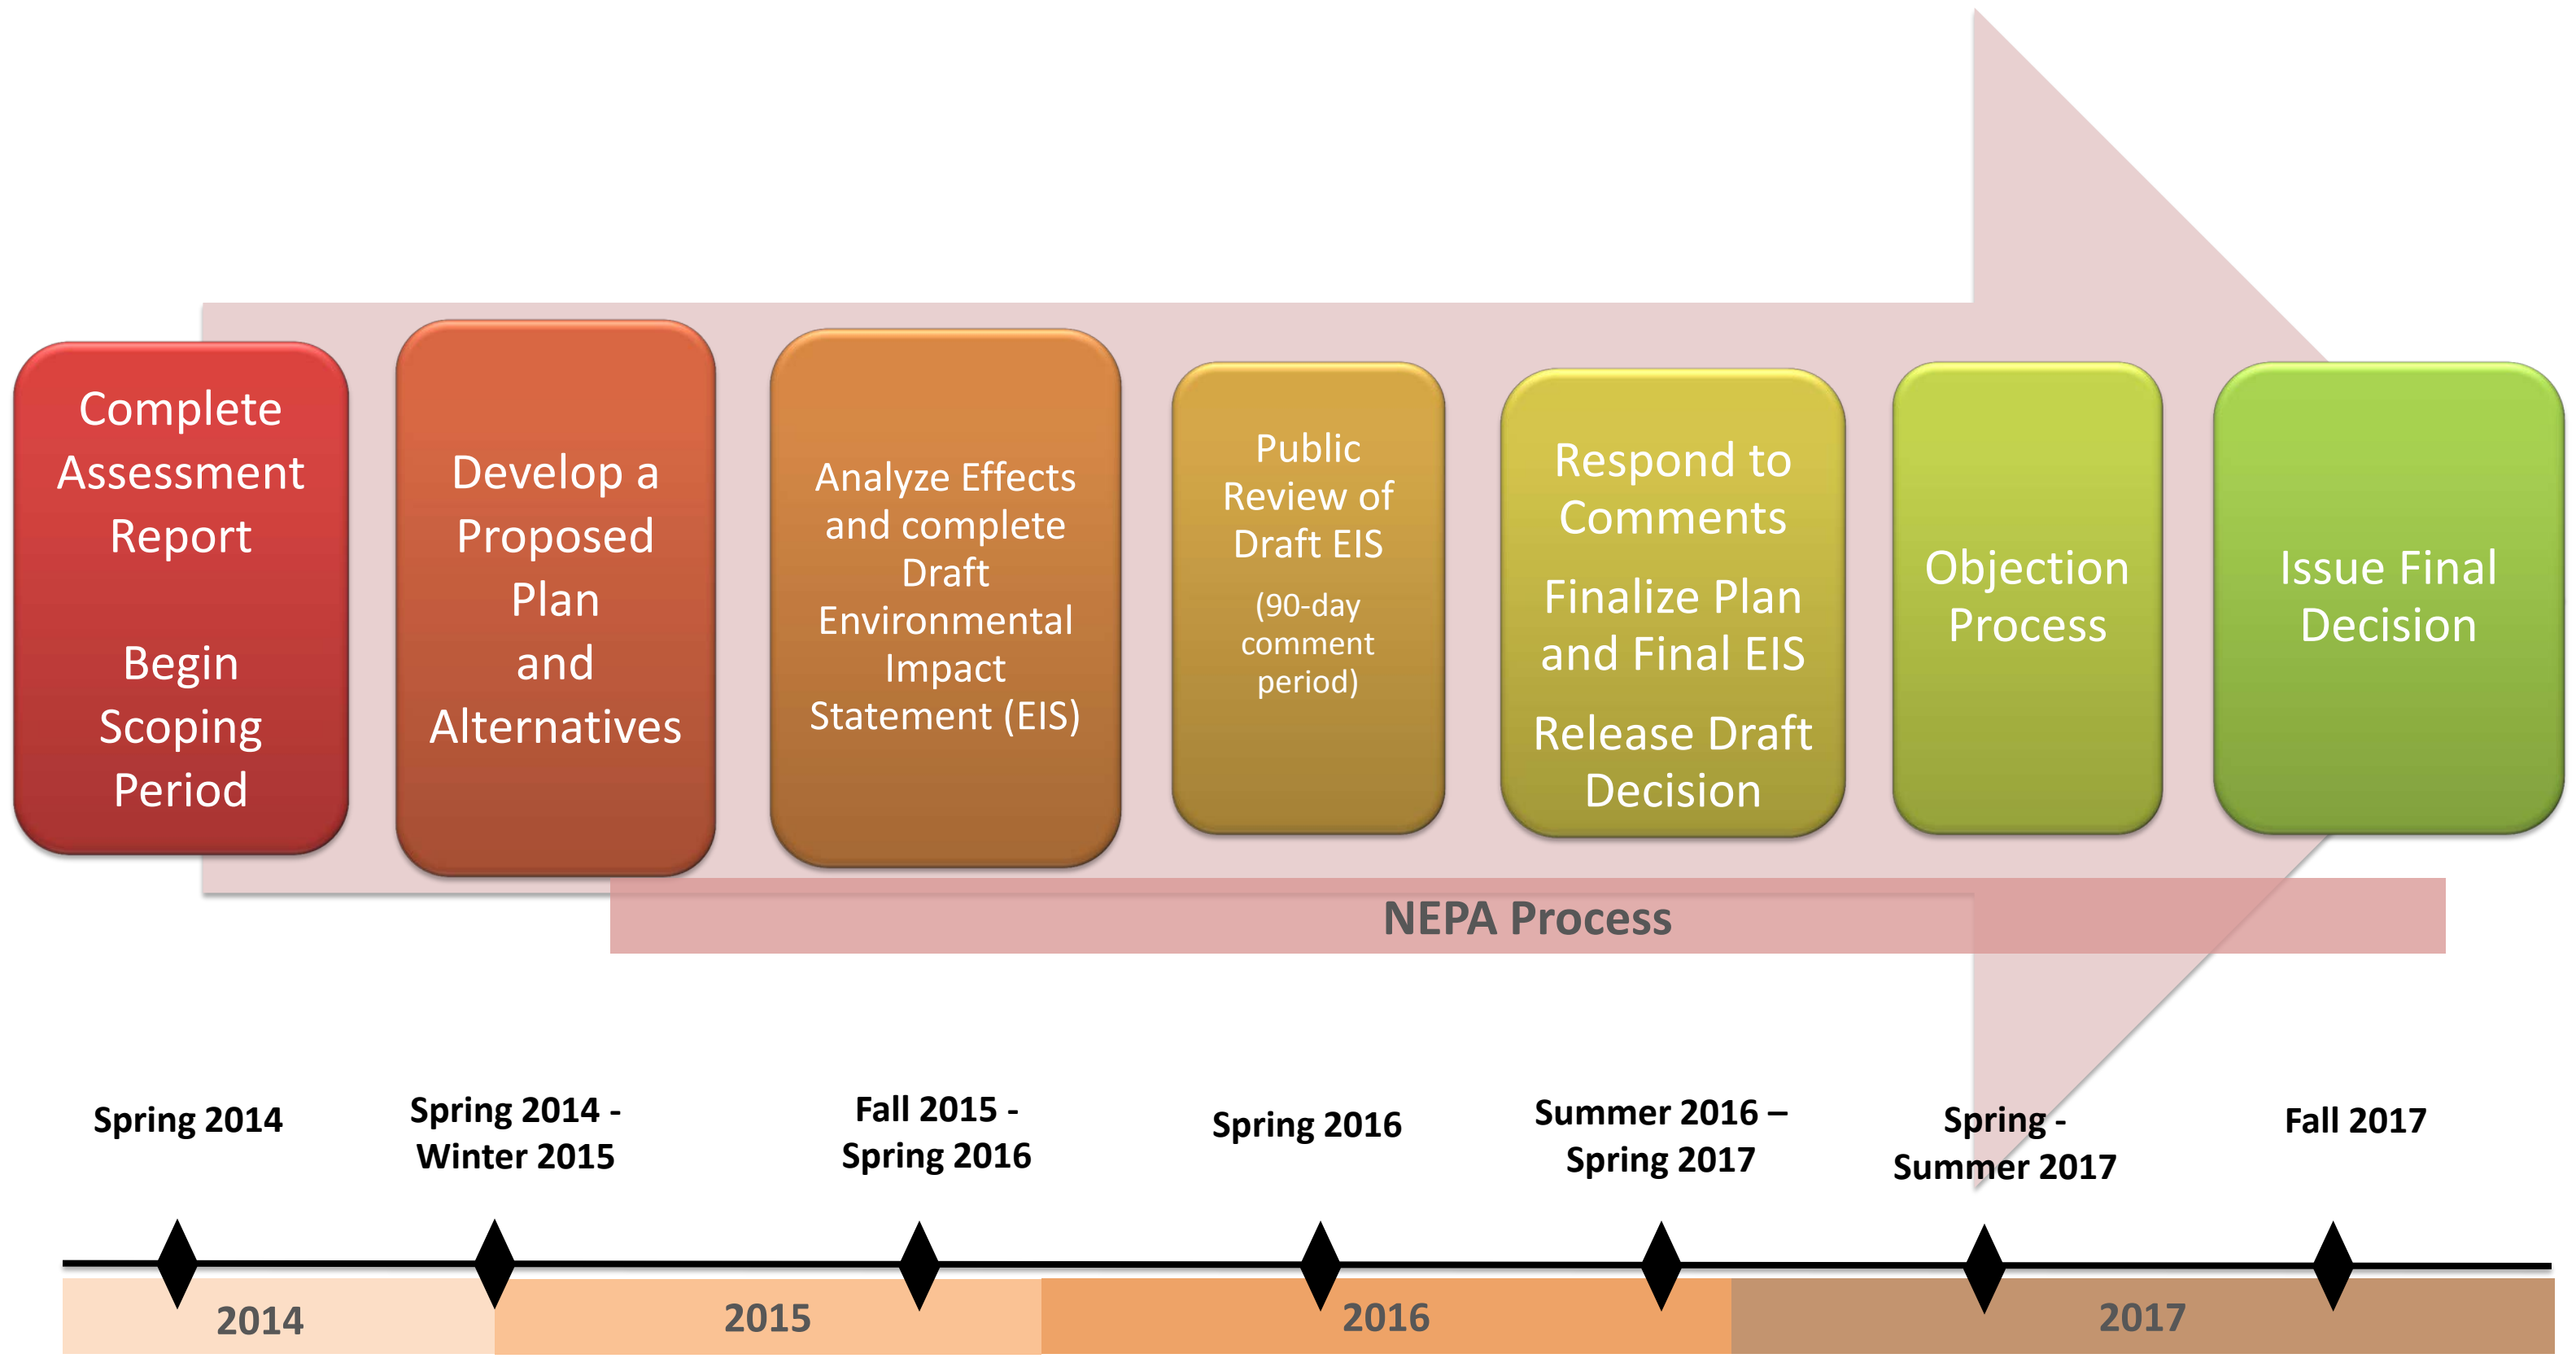 Complete
Assessment
Report
Begin
Scoping
Period
Develop a
Proposed
Plan
and
Alternatives
Analyze Effects
and complete
Draft
Environmental
Impact
Statement (EIS)
Public
Review of
Draft EIS
(90-day
comment
period)
Respond to
Comments
Finalize Plan
and Final EIS
Release Draft
Decision
Objection
Process
Issue Final
Decision
NEPA Process
Spring 2014
Spring 2014 -
Winter 2015
Fall 2015 -
Spring 2016
Spring 2016
Summer 2016 –
Spring 2017
Spring -
Summer 2017
Fall 2017
2014
2015
2016
2017